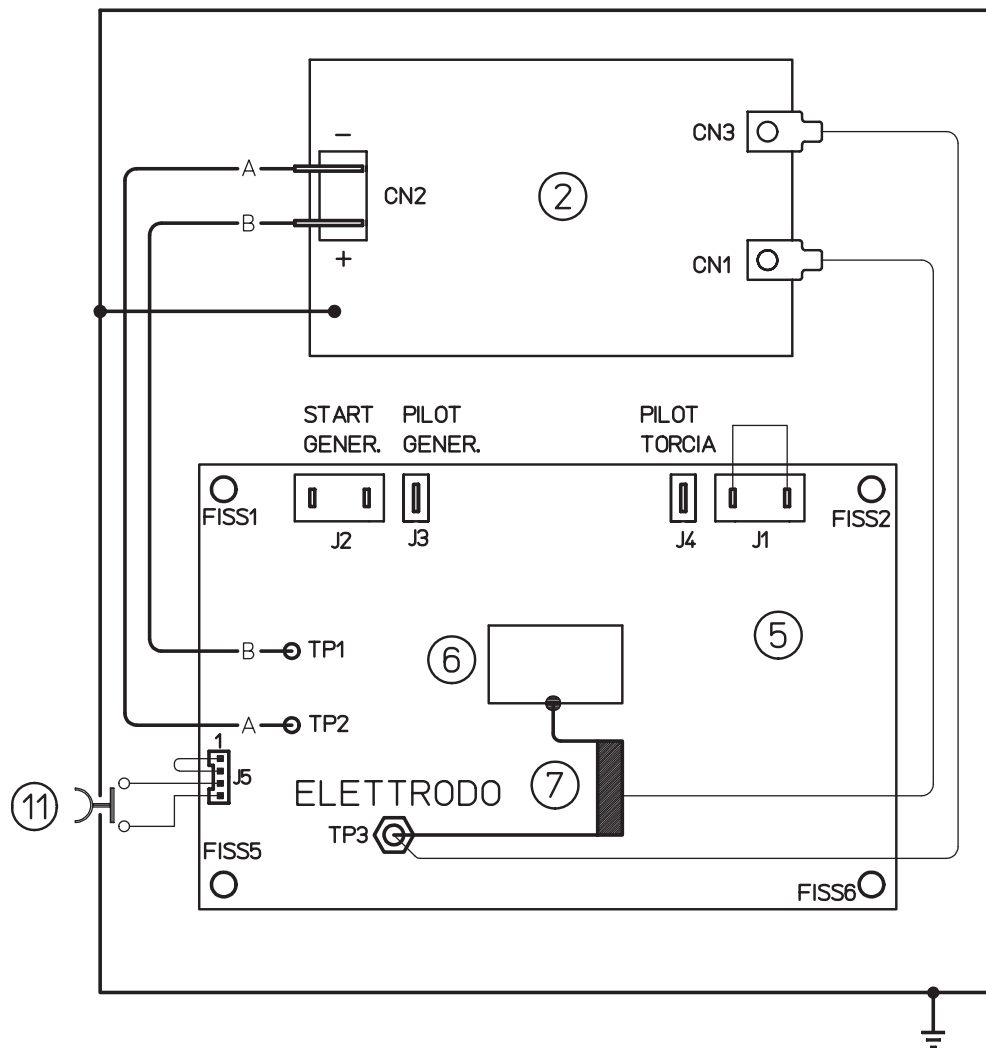 CN3
-
A
CN2
2
B
CN1
+
START
GENER.
PILOT
GENER.
PILOT
TORCIA
FISS1
FISS2
J2
J3
J4
J1
5
B
TP1
6
A
TP2
1
J5
7
11
ELETTRODO
TP3
FISS5
FISS6